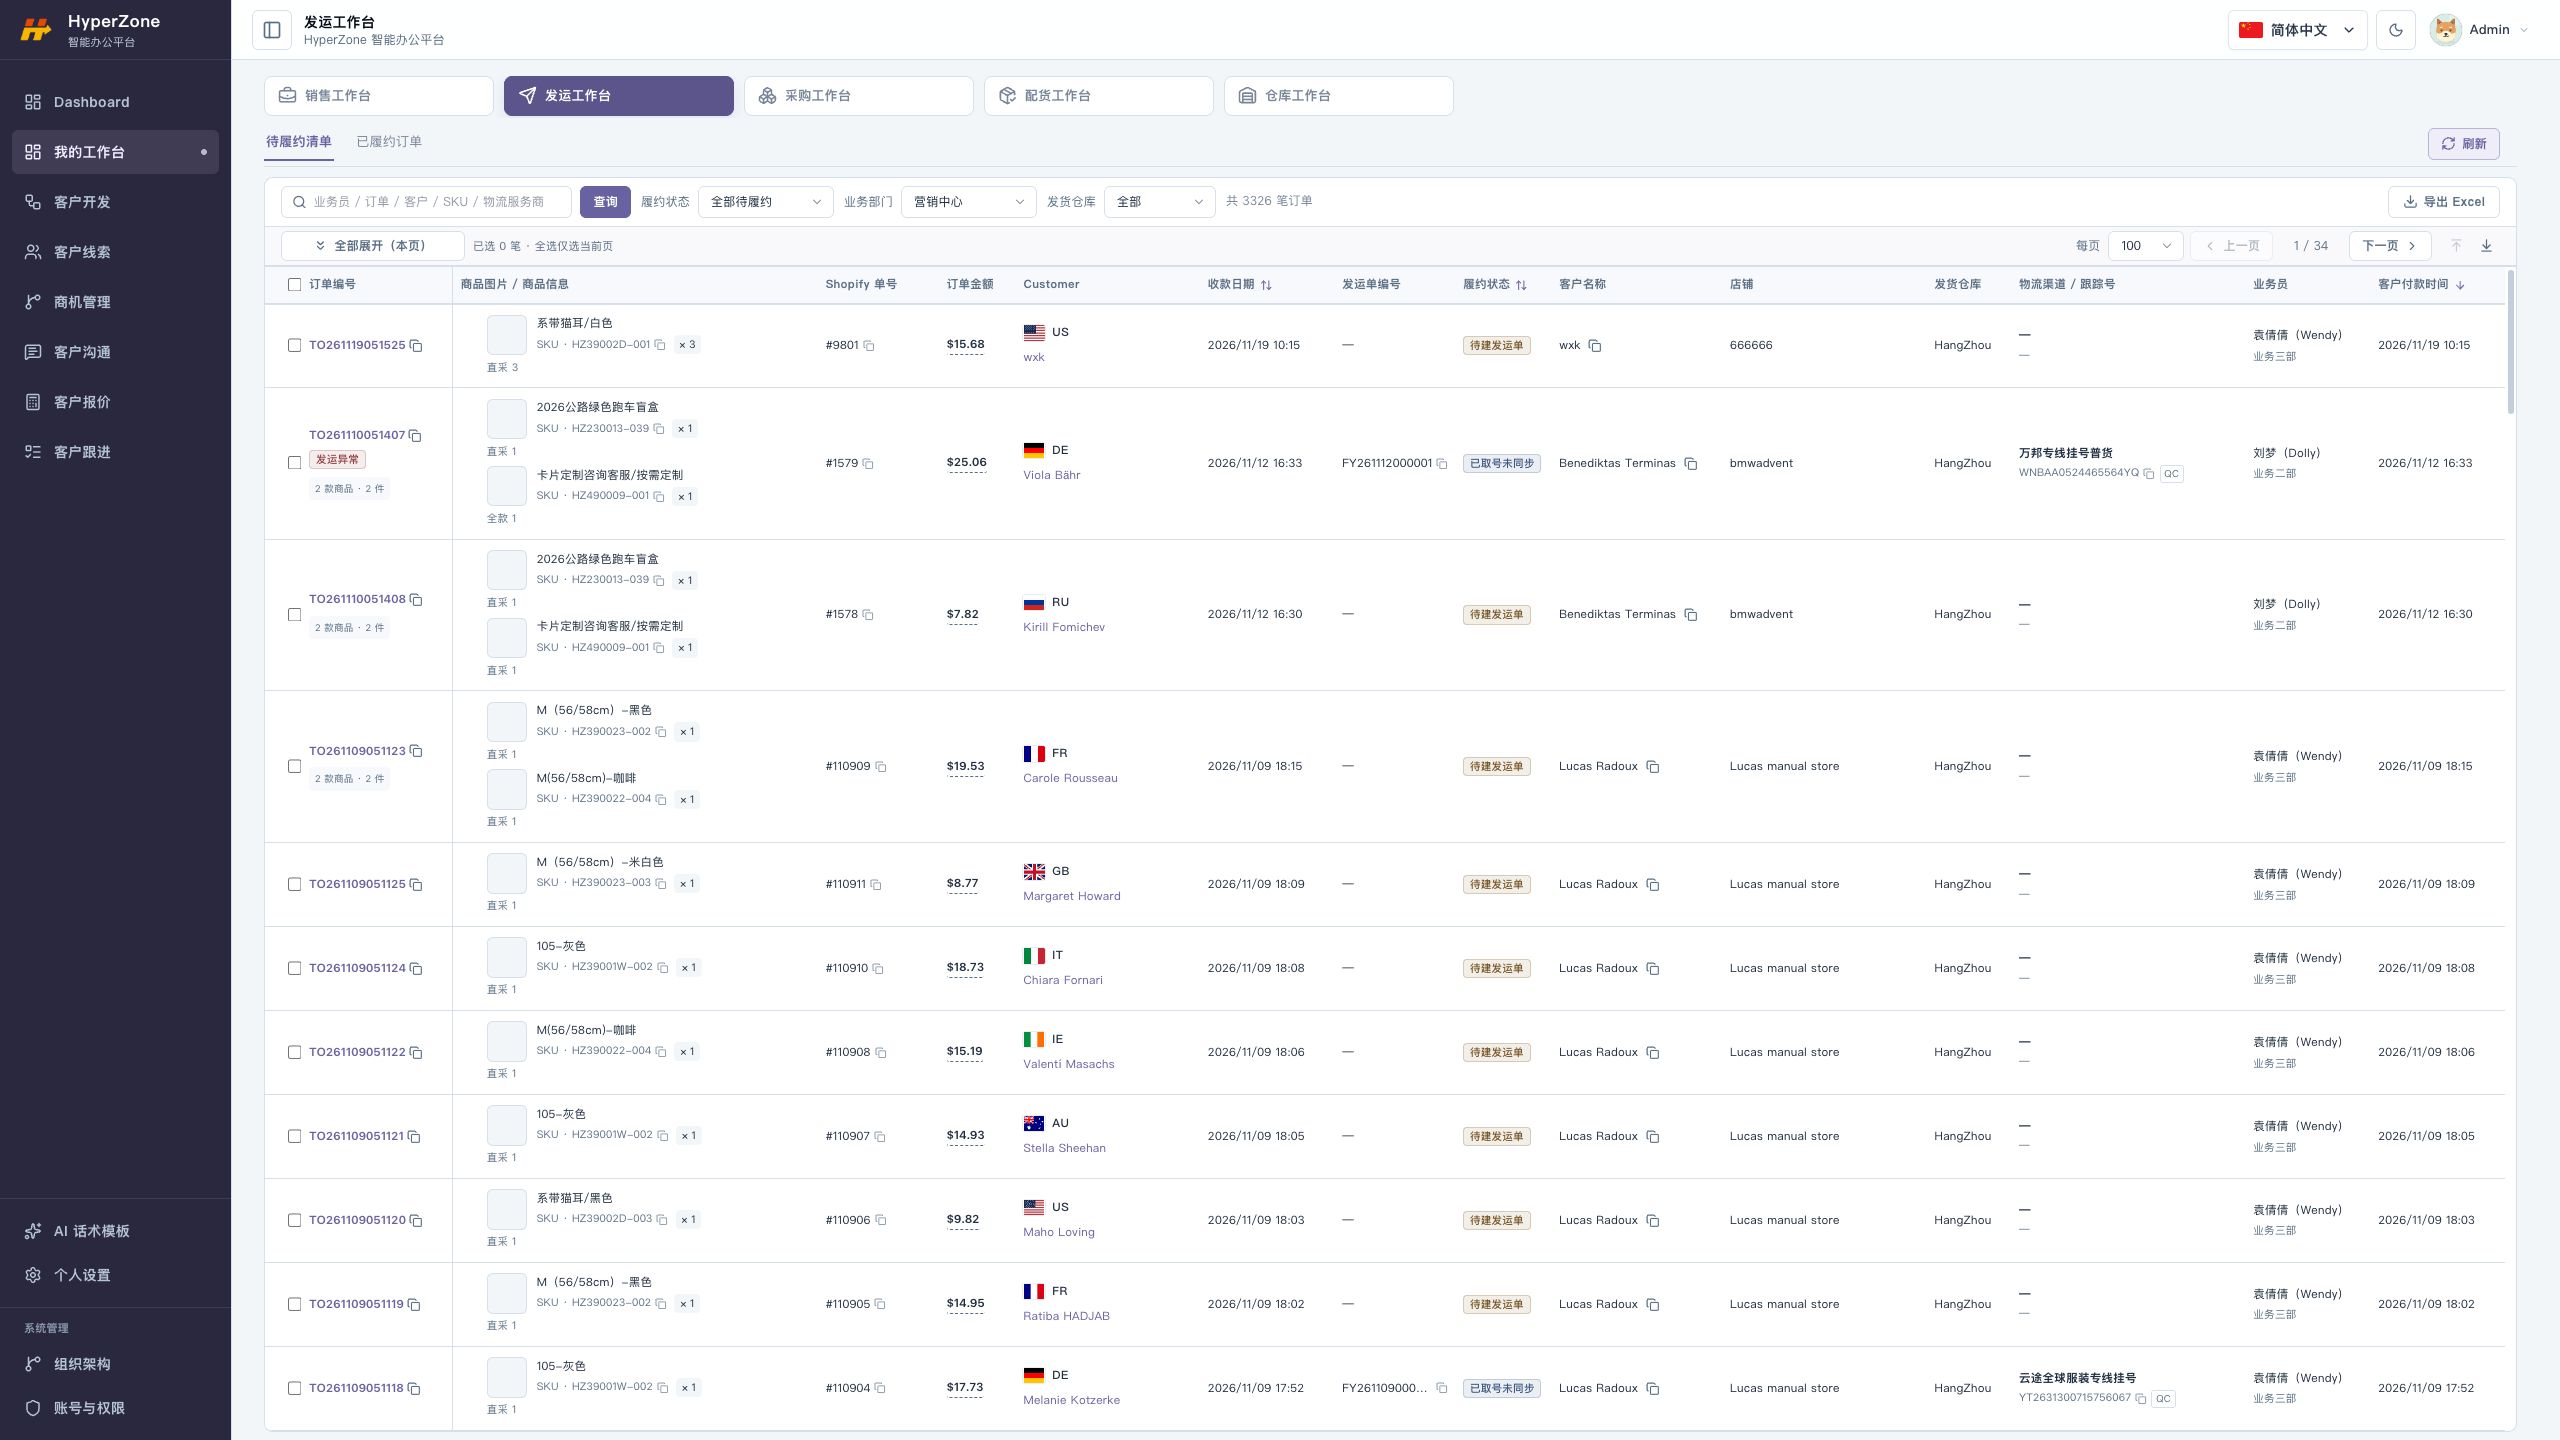 HyperZone
智能办公平台
Dashboard
我的工作台
客户开发
客户线索
商机管理
客户沟通
客户报价
客户跟进
AI 话术模板
个人设置
系统管理
组织架构
账号与权限
发运工作台
HyperZone 智能办公平台
简体中文
Admin
销售工作台 发运工作台 采购工作台 配货工作台 仓库工作台
待履约清单 已履约订单 刷新
业务员 / 订单 / 客户 / SKU / 物流服务商 查询 履约状态 全部待履约 业务部门 营销中心 发货仓库 全部 共 3326 笔订单 导出 Excel
全部展开（本页） 已选 0 笔 · 全选仅选当前页 每页 100 上一页 1 / 34 下一页
订单编号 商品图片 / 商品信息 Shopify 单号 订单金额 Customer 收款日期 发运单编号 履约状态 客户名称 店铺 发货仓库 物流渠道 / 跟踪号 业务员 客户付款时间
TO261119051525 系带猫耳/白色 SKU · HZ39002D-001 × 3 直采 3 #9801 $15.68 US wxk 2026/11/19 10:15 — 待建发运单 wxk 666666 HangZhou — — 袁倩倩（Wendy） 业务三部 2026/11/19 10:15
TO261110051407 发运异常 2 款商品 · 2 件 2026公路绿色跑车盲盒 SKU · HZ230013-039 × 1 直采 1 卡片定制咨询客服/按需定制 SKU · HZ490009-001 × 1 全款 1 #1579 $25.06 DE Viola Bähr 2026/11/12 16:33 FY261112000001 已取号未同步 Benediktas Terminas bmwadvent HangZhou 万邦专线挂号普货 WNBAA0524465564YQ QC 刘梦（Dolly） 业务二部 2026/11/12 16:33
TO261110051408 2 款商品 · 2 件 2026公路绿色跑车盲盒 SKU · HZ230013-039 × 1 直采 1 卡片定制咨询客服/按需定制 SKU · HZ490009-001 × 1 直采 1 #1578 $7.82 RU Kirill Fomichev 2026/11/12 16:30 — 待建发运单 Benediktas Terminas bmwadvent HangZhou — — 刘梦（Dolly） 业务二部 2026/11/12 16:30
TO261109051123 2 款商品 · 2 件 M（56/58cm）-黑色 SKU · HZ390023-002 × 1 直采 1 M(56/58cm)-咖啡 SKU · HZ390022-004 × 1 直采 1 #110909 $19.53 FR Carole Rousseau 2026/11/09 18:15 — 待建发运单 Lucas Radoux Lucas manual store HangZhou — — 袁倩倩（Wendy） 业务三部 2026/11/09 18:15
TO261109051125 M（56/58cm）-米白色 SKU · HZ390023-003 × 1 直采 1 #110911 $8.77 GB Margaret Howard 2026/11/09 18:09 — 待建发运单 Lucas Radoux Lucas manual store HangZhou — — 袁倩倩（Wendy） 业务三部 2026/11/09 18:09
TO261109051124 105-灰色 SKU · HZ39001W-002 × 1 直采 1 #110910 $18.73 IT Chiara Fornari 2026/11/09 18:08 — 待建发运单 Lucas Radoux Lucas manual store HangZhou — — 袁倩倩（Wendy） 业务三部 2026/11/09 18:08
TO261109051122 M(56/58cm)-咖啡 SKU · HZ390022-004 × 1 直采 1 #110908 $15.19 IE Valentí Masachs 2026/11/09 18:06 — 待建发运单 Lucas Radoux Lucas manual store HangZhou — — 袁倩倩（Wendy） 业务三部 2026/11/09 18:06
TO261109051121 105-灰色 SKU · HZ39001W-002 × 1 直采 1 #110907 $14.93 AU Stella Sheehan 2026/11/09 18:05 — 待建发运单 Lucas Radoux Lucas manual store HangZhou — — 袁倩倩（Wendy） 业务三部 2026/11/09 18:05
TO261109051120 系带猫耳/黑色 SKU · HZ39002D-003 × 1 直采 1 #110906 $9.82 US Maho Loving 2026/11/09 18:03 — 待建发运单 Lucas Radoux Lucas manual store HangZhou — — 袁倩倩（Wendy） 业务三部 2026/11/09 18:03
TO261109051119 M（56/58cm）-黑色 SKU · HZ390023-002 × 1 直采 1 #110905 $14.95 FR Ratiba HADJAB 2026/11/09 18:02 — 待建发运单 Lucas Radoux Lucas manual store HangZhou — — 袁倩倩（Wendy） 业务三部 2026/11/09 18:02
TO261109051118 105-灰色 SKU · HZ39001W-002 × 1 直采 1 #110904 $17.73 DE Melanie Kotzerke 2026/11/09 17:52 FY261109000... 已取号未同步 Lucas Radoux Lucas manual store HangZhou 云途全球服装专线挂号 YT2631300715756067 QC 袁倩倩（Wendy） 业务三部 2026/11/09 17:52